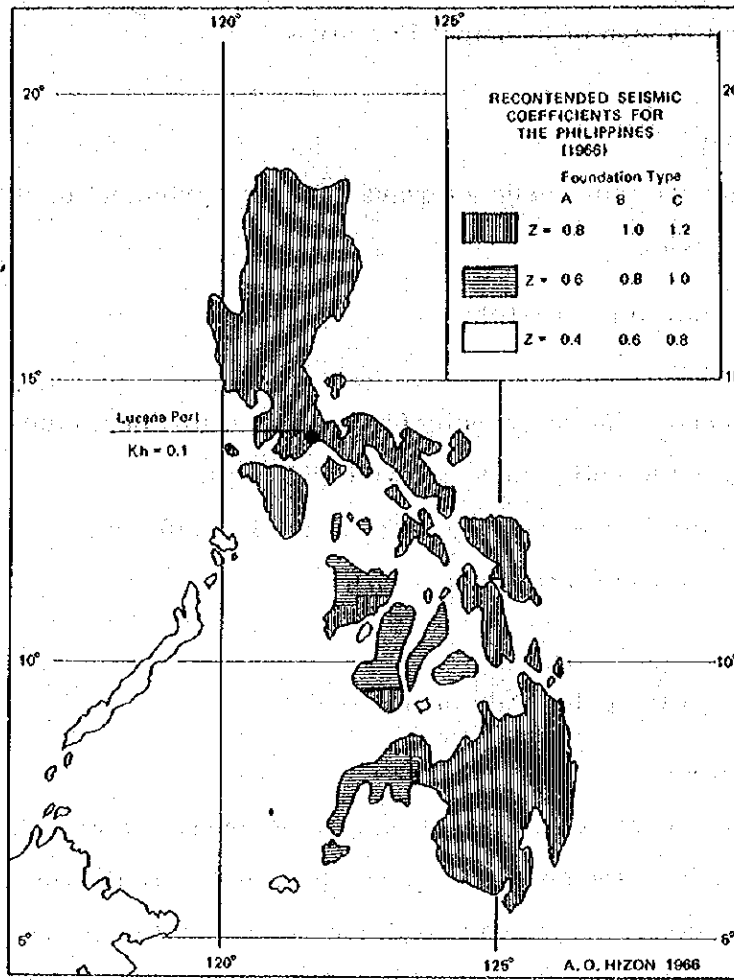 120°
125°
20°
20
RECONTENDED SEISMIC
COEFFICIENTS FOR
THE PHILIPPINES
(1966)
Foundation Type
A B C
Z = 0.8 1.0 1.2
Z = 0.6 0.8 1.0
Z = 0.4 0.6 0.8
15°
15
Lucena Port
Kh = 0.1
10°
10°
5°
6°
120°
125°
A. O. HIZON 1966